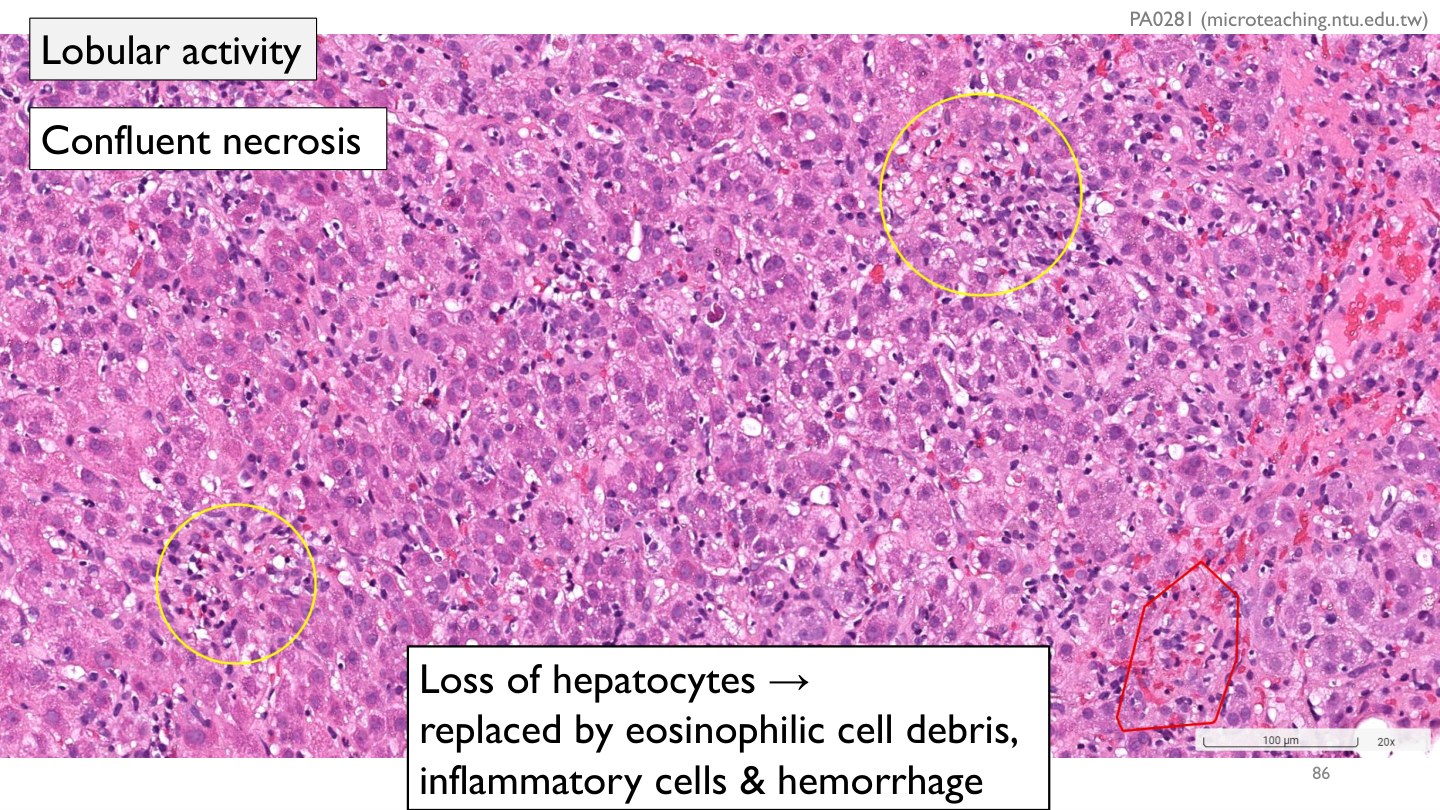 PA0281 (microteaching.ntu.edu.tw)
Lobular activity
Confluent necrosis
Loss of hepatocytes →
replaced by eosinophilic cell debris,
inflammatory cells & hemorrhage
100 µm
20x
86